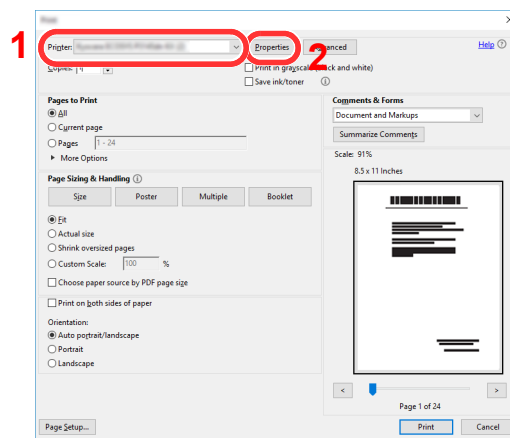 1
Printer:
Properties
Advanced
Help
2
Copies:
Print in grayscale (black and white)
Save ink/toner
Pages to Print
All
Current page
Pages 1 - 24
More Options
Comments & Forms
Document and Markups
Summarize Comments
Scale: 91%
8.5 x 11 Inches
Page Sizing & Handling
Size Poster Multiple Booklet
Fit
Actual size
Shrink oversized pages
Custom Scale: 100 %
Choose paper source by PDF page size
Print on both sides of paper
Orientation:
Auto portrait/landscape
Portrait
Landscape
< >
Page 1 of 24
Page Setup...
Print Cancel